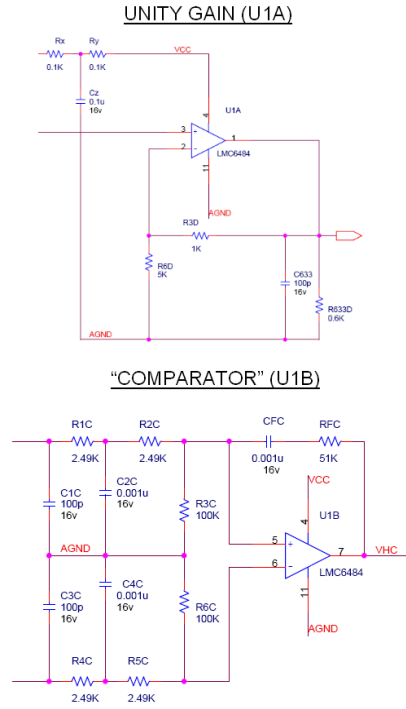 UNITY GAIN (U1A)
Rx
Ry
VCC
0.1K
0.1K
Cz
0.1u
16v
4
U1A
3
+
1
2
-
LMC6484
11
AGND
R3D
1K
R6D
5K
C633
100p
16v
R633D
0.6K
AGND
"COMPARATOR" (U1B)
R1C
R2C
CFC
RFC
2.49K
2.49K
0.001u
16v
51K
C2C
0.001u
16v
VCC
C1C
100p
16v
R3C
100K
4
U1B
5
+
7
VHC
6
-
LMC6484
AGND
C4C
0.001u
16v
C3C
100p
16v
R6C
100K
11
AGND
R4C
R5C
2.49K
2.49K